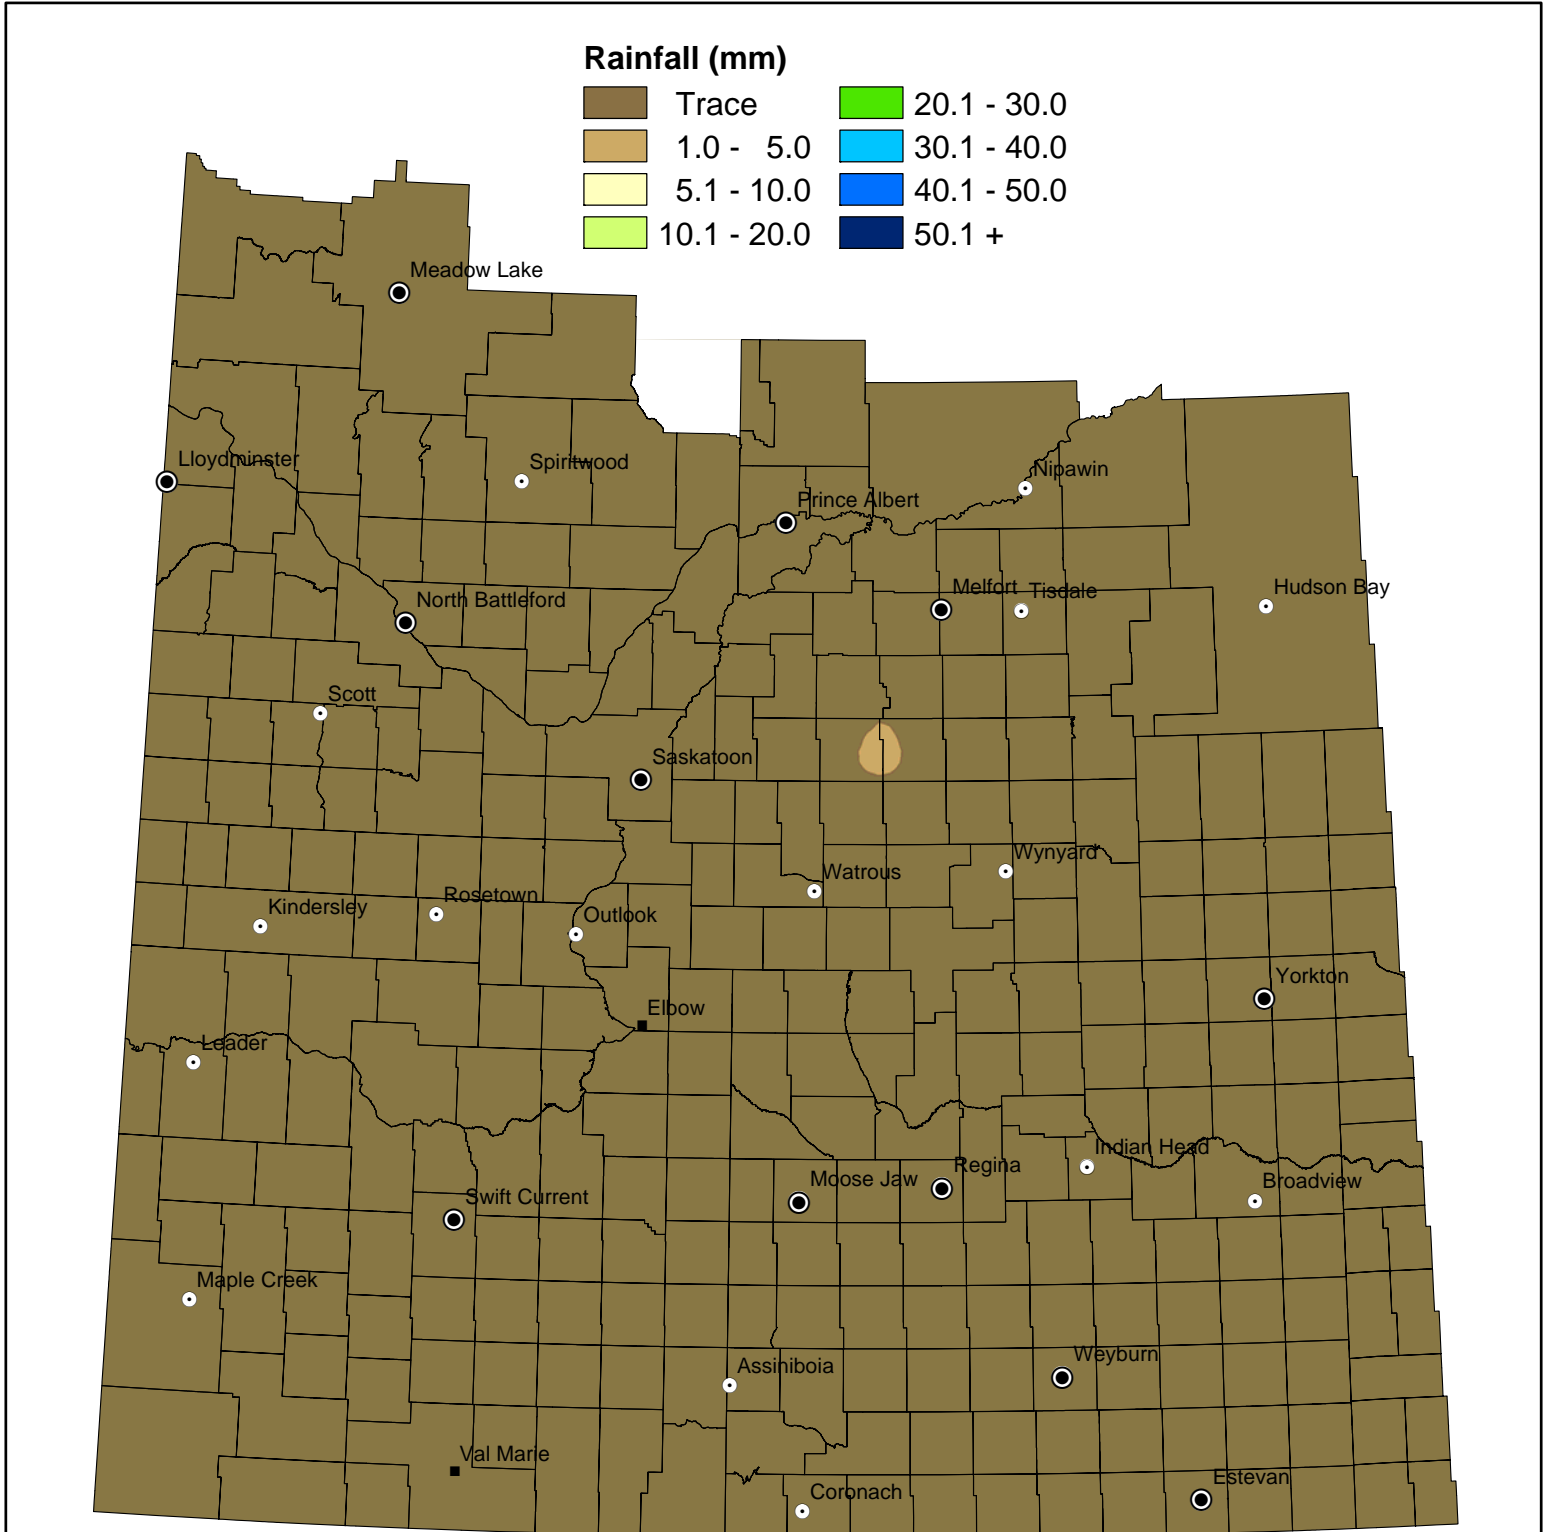 Rainfall (mm)
Trace
1.0 - 5.0
5.1 - 10.0
10.1 - 20.0
20.1 - 30.0
30.1 - 40.0
40.1 - 50.0
50.1 +
Meadow Lake
Lloydminster
Spiritwood
Nipawin
Prince Albert
Melfort
Tisdale
Hudson Bay
North Battleford
Scott
Saskatoon
Wynyard
Watrous
Rosetown
Kindersley
Outlook
Yorkton
Elbow
Leader
Indian Head
Regina
Moose Jaw
Broadview
Swift Current
Maple Creek
Weyburn
Assiniboia
Val Marie
Estevan
Coronach